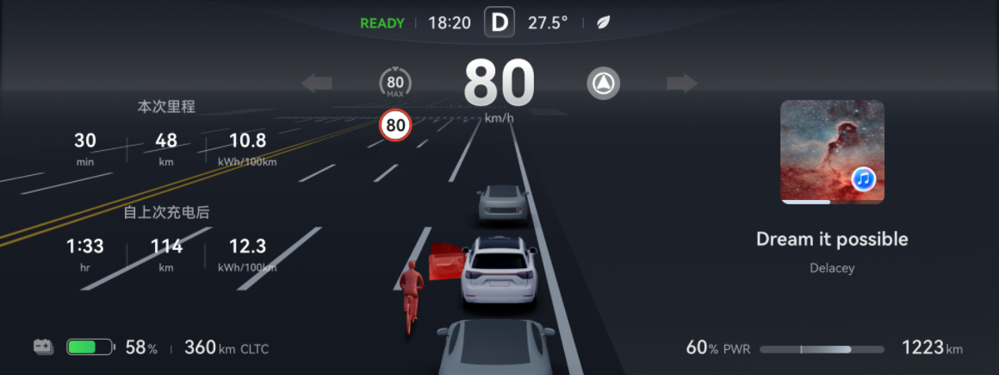 READY 18:20 D 27.5°
80 MAX
80
km/h
80
本次里程
30 48 10.8
min km kWh/100km
自上次充电后
1:33 114 12.3
hr km kWh/100km
Dream it possible
Delacey
58% 360 km CLTC
60% PWR 1223 km